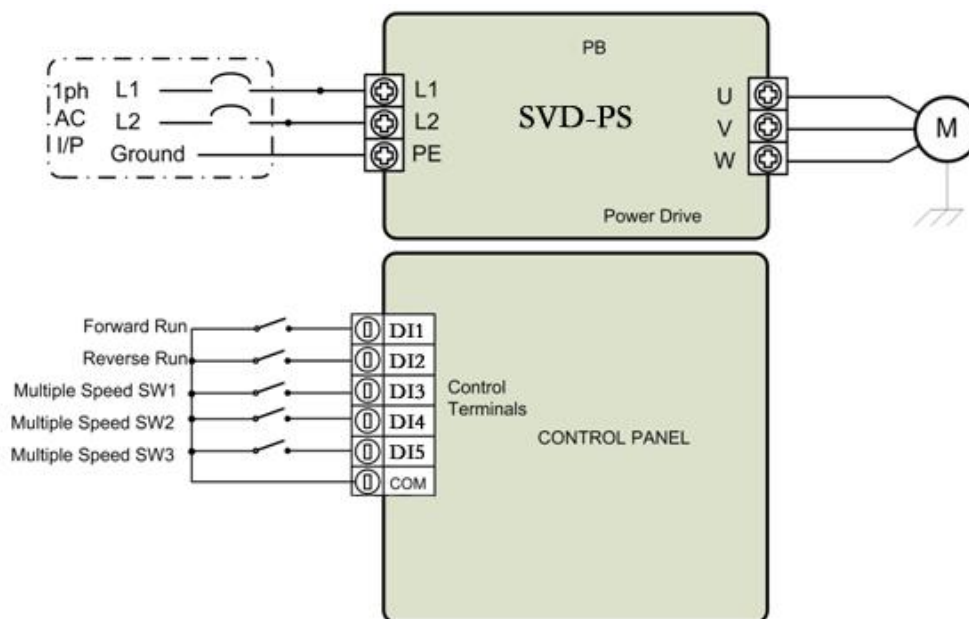 PB
1ph L1 L1
AC L2 L2
I/P Ground PE
SVD-PS
U
V
W
M
Power Drive
Forward Run DI1
Reverse Run DI2
Multiple Speed SW1 DI3
Multiple Speed SW2 DI4
Multiple Speed SW3 DI5
COM
Control
Terminals
CONTROL PANEL